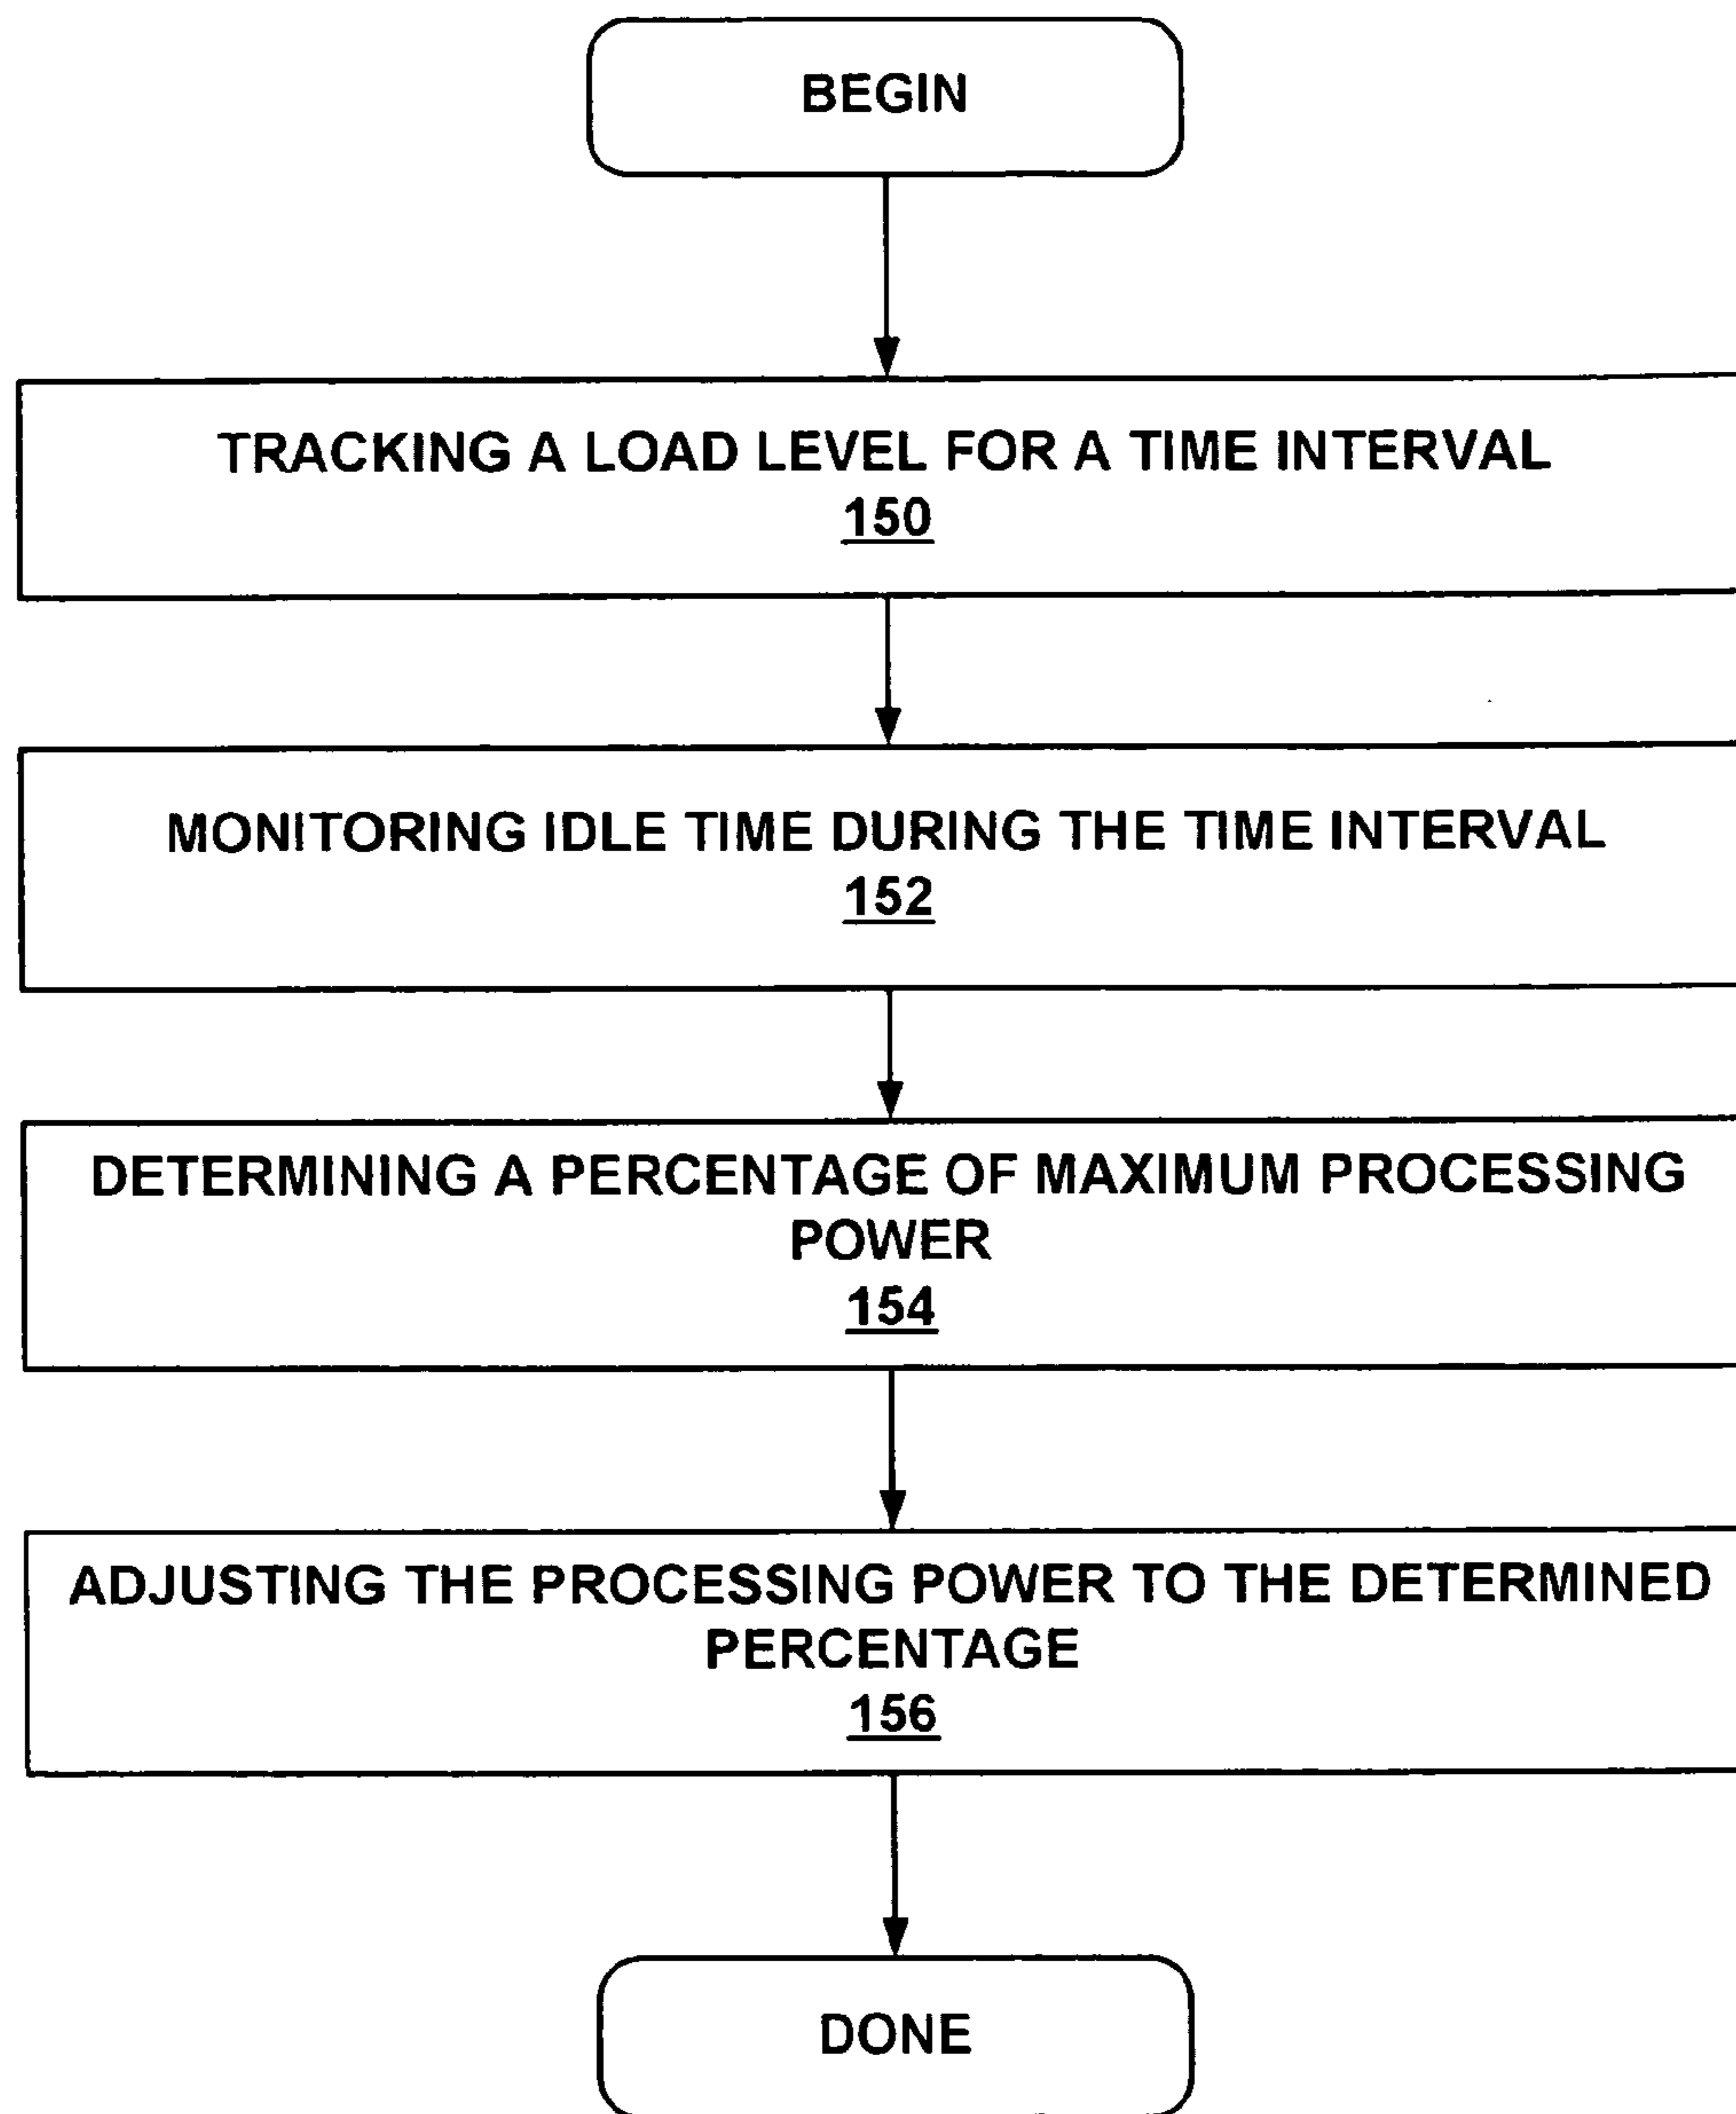 BEGIN
TRACKING A LOAD LEVEL FOR A TIME INTERVAL
150
MONITORING IDLE TIME DURING THE TIME INTERVAL
152
DETERMINING A PERCENTAGE OF MAXIMUM PROCESSING
POWER
154
ADJUSTING THE PROCESSING POWER TO THE DETERMINED
PERCENTAGE
156
DONE